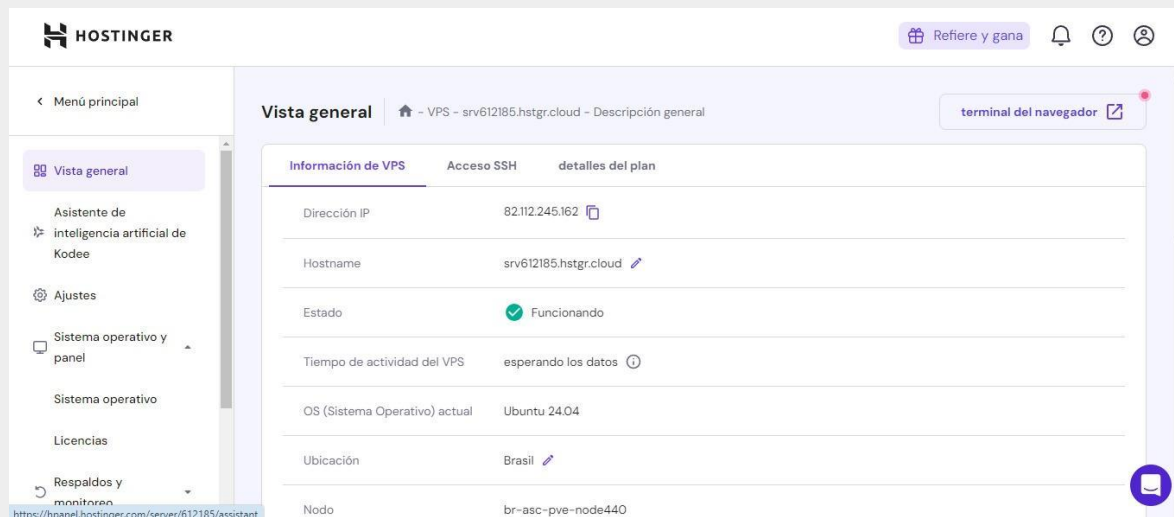 HOSTINGER
Refiere y gana
Menú principal
Vista general
Asistente de
inteligencia artificial de
Kodee
Ajustes
Sistema operativo y
panel
Sistema operativo
Licencias
Respaldos y
monitoreo
https://hpanel.hostinger.com/server/612185/assistant
Vista general
- VPS - srv612185.hstgr.cloud - Descripción general
terminal del navegador
Información de VPS Acceso SSH detalles del plan
Dirección IP 82.112.245.162
Hostname srv612185.hstgr.cloud
Estado Funcionando
Tiempo de actividad del VPS esperando los datos
OS (Sistema Operativo) actual Ubuntu 24.04
Ubicación Brasil
Nodo br-asc-pve-node440